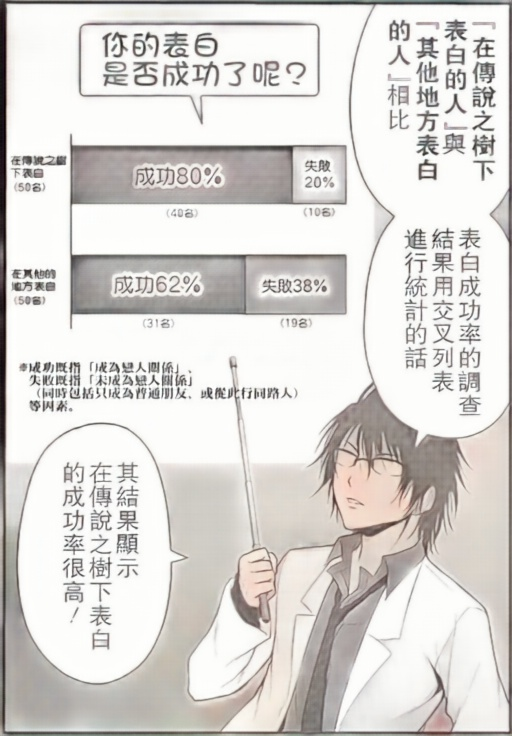 『在傳說之樹下
表白的人』與
『其他地方表白
的人』相比
表白成功率的調查
結果用交叉列表
進行統計的話
你的表白
是否成功了呢?
在傳說之樹
下表白
(50名)
成功80%
失敗
20%
(40名)
(10名)
在其他的
地方表白
(50名)
成功62%
失敗38%
(31名)
(19名)
※成功既指「成為戀人關係」、
失敗既指「未成為戀人關係」
(同時包括只成為普通朋友、或從此行同路人)
等因素。
其結果顯示
在傳說之樹下表白
的成功率很高!